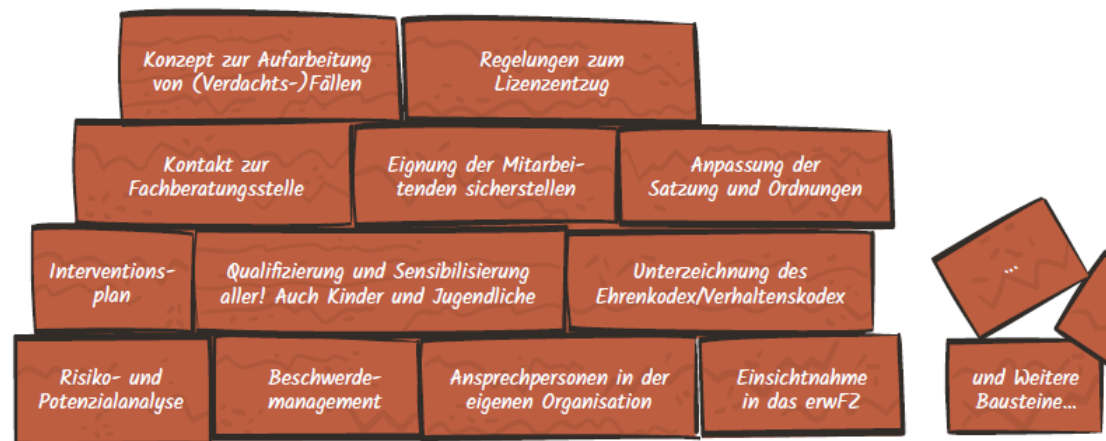 Konzept zur Aufarbeitung
von (Verdachts-)Fällen
Regelungen zum
Lizenzentzug
Kontakt zur
Fachberatungsstelle
Eignung der Mitarbei-
tenden sicherstellen
Anpassung der
Satzung und Ordnungen
Interventions-
plan
Qualifizierung und Sensibilisierung
aller! Auch Kinder und Jugendliche
Unterzeichnung des
Ehrenkodex/Verhaltenskodex
...
Risiko- und
Potenzialanalyse
Beschwerde-
management
Ansprechpersonen in der
eigenen Organisation
Einsichtnahme
in das erwFZ
und Weitere
Bausteine...